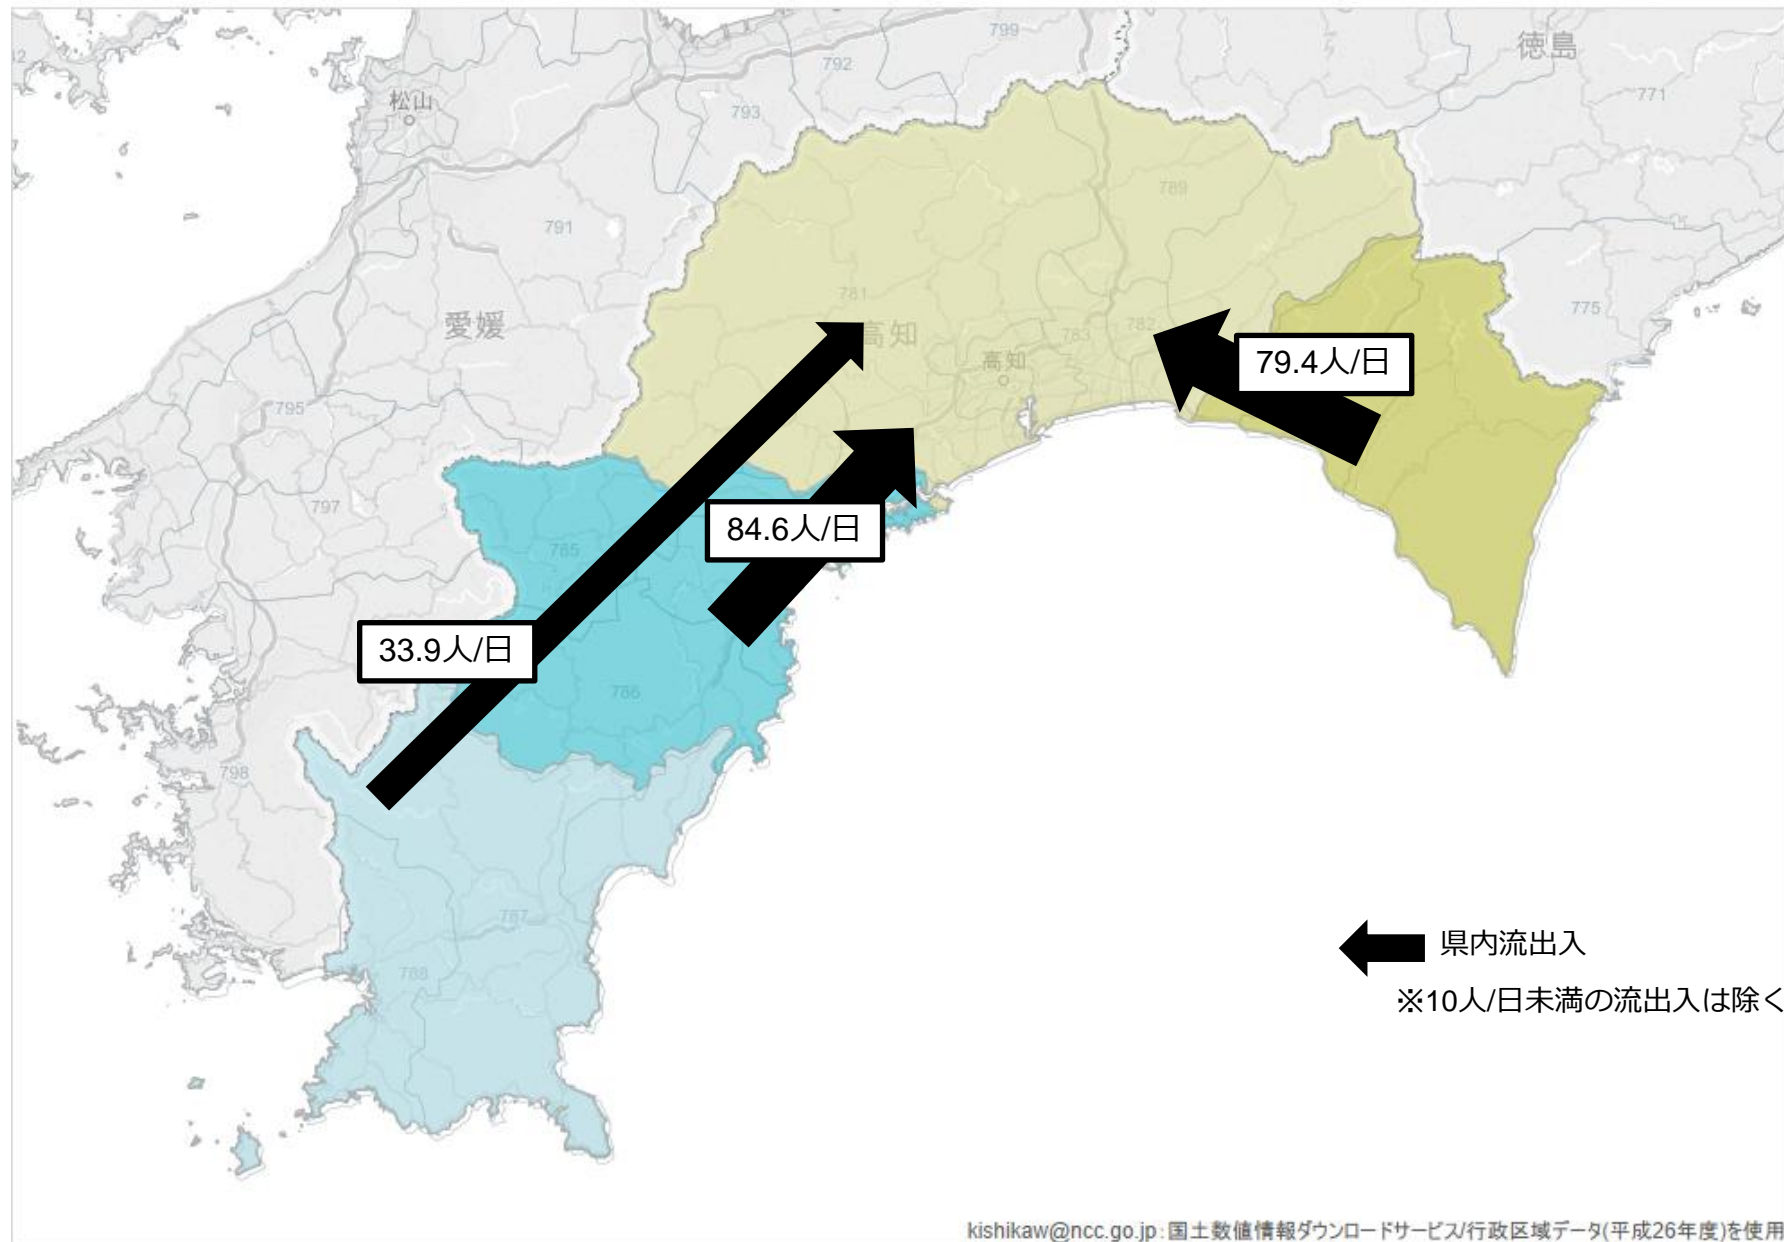 799
徳島
792
松山
771
793
789
791
781
775
愛媛
高知
783
782
高知
79.4人/日
795
797
84.6人/日
785
33.9人/日
786
798
787
県内流出入
788
※10人/日未満の流出入は除く
kishikaw@ncc.go.jp:国土数値情報ダウンロードサービス/行政区域データ(平成26年度)を使用